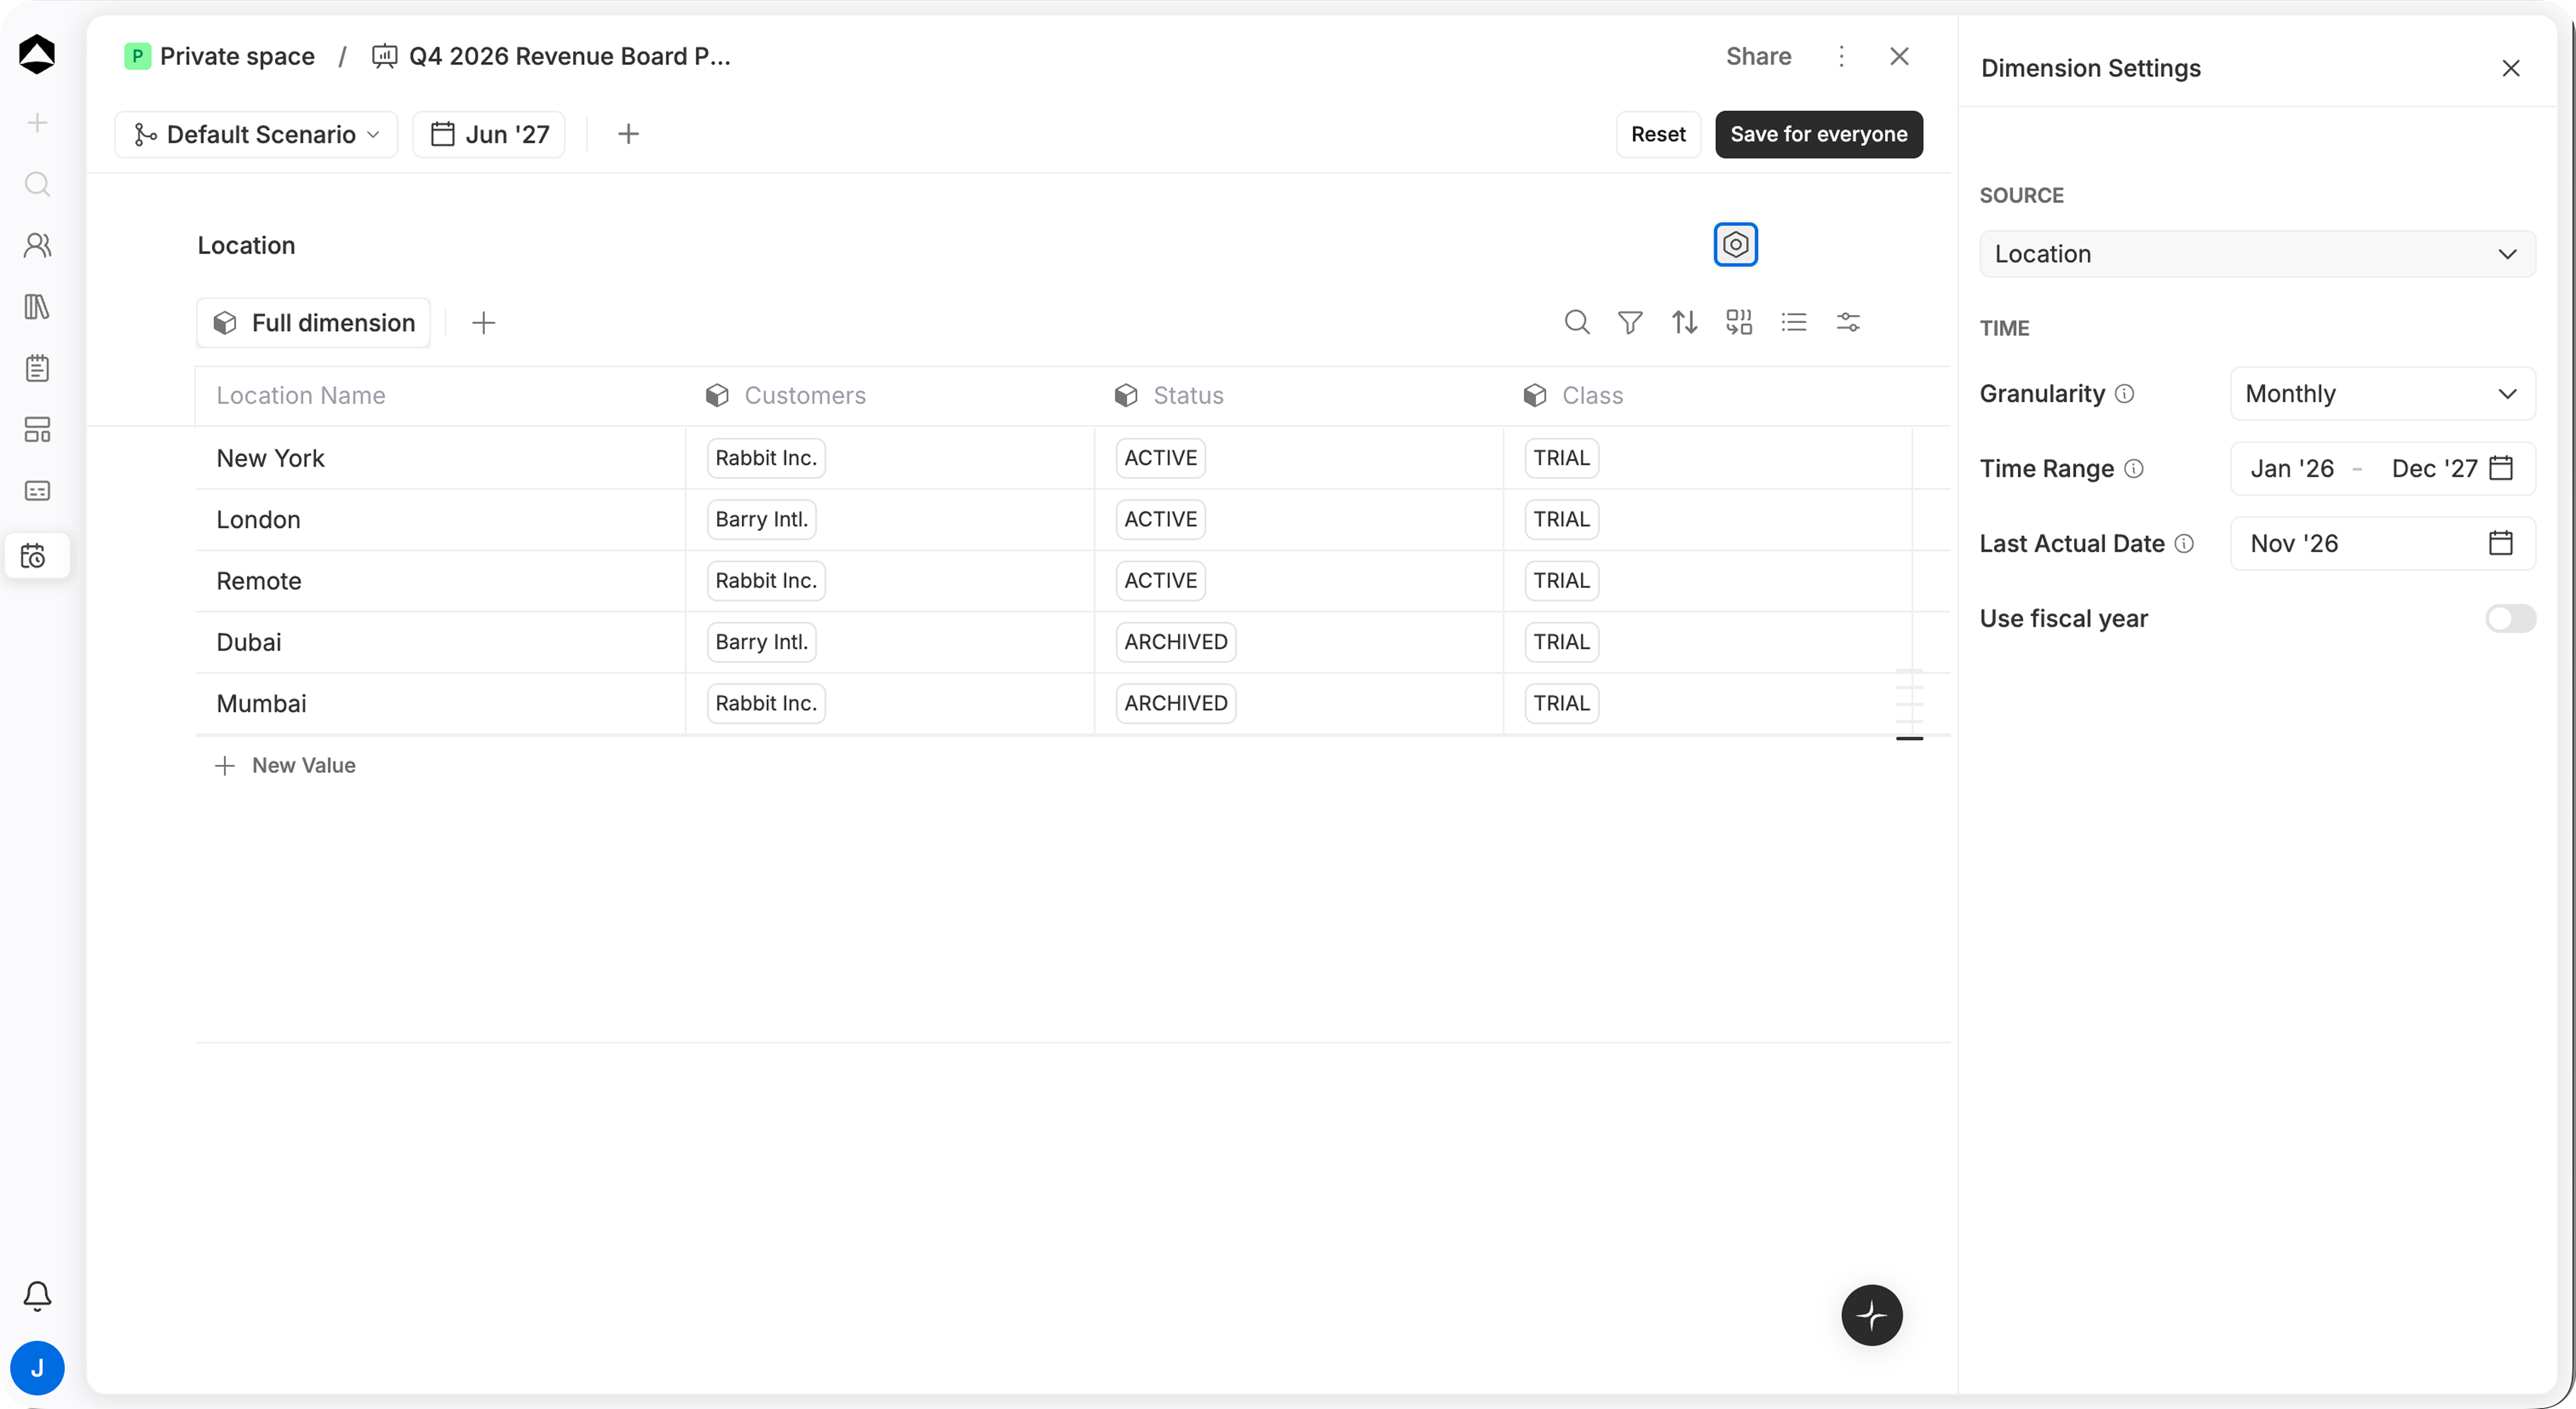 P Private space / Q4 2026 Revenue Board P...
Share
Default Scenario
Jun '27
Reset
Save for everyone
Location
Full dimension
Location Name Customers Status Class
New York Rabbit Inc. ACTIVE TRIAL
London Barry Intl. ACTIVE TRIAL
Remote Rabbit Inc. ACTIVE TRIAL
Dubai Barry Intl. ARCHIVED TRIAL
Mumbai Rabbit Inc. ARCHIVED TRIAL
New Value
J
Dimension Settings
SOURCE
Location
TIME
Granularity Monthly
Time Range Jan '26 - Dec '27
Last Actual Date Nov '26
Use fiscal year